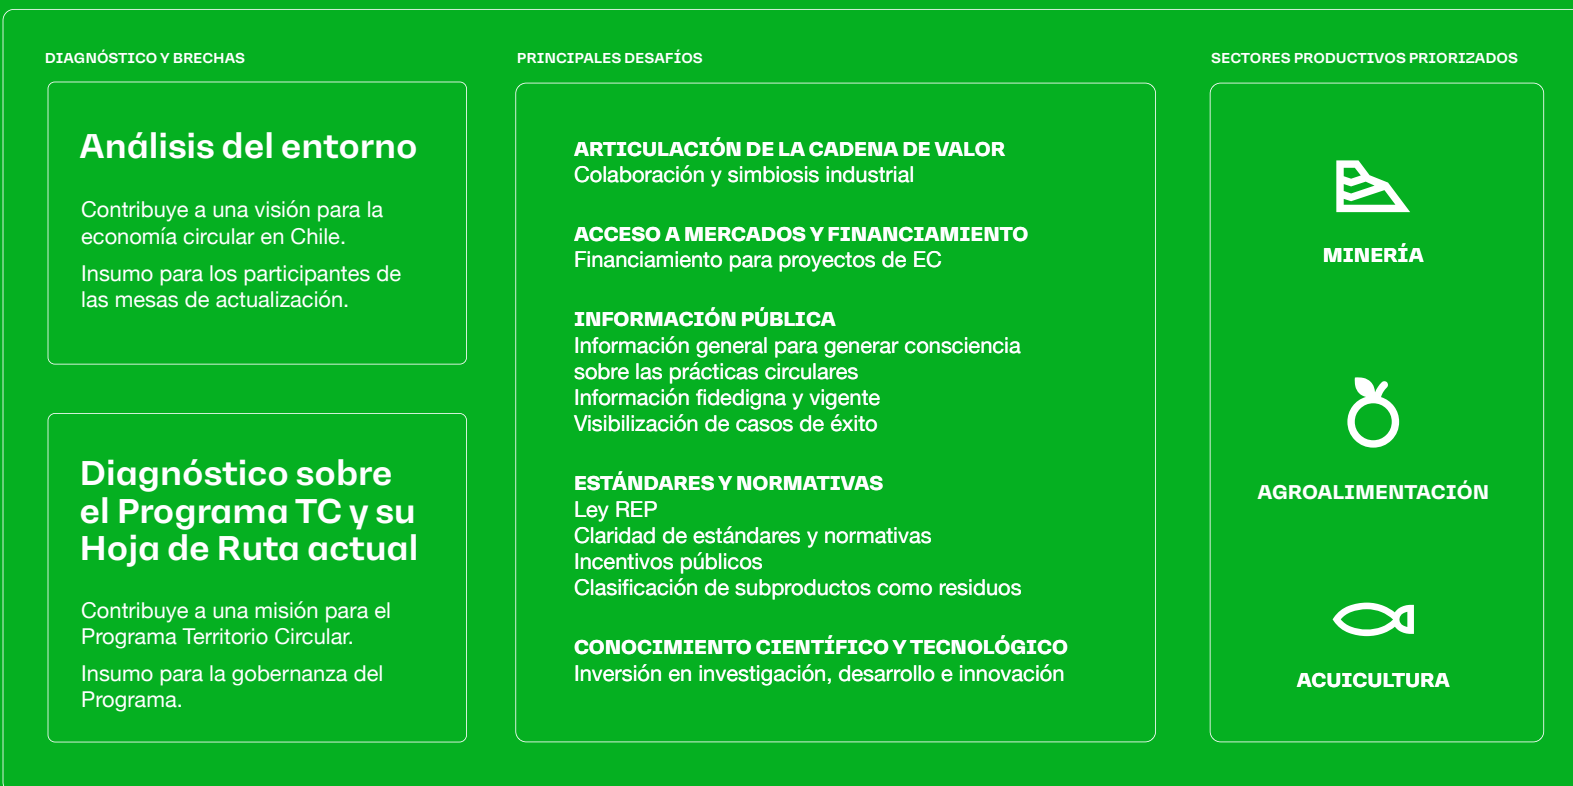 DIAGNÓSTICO Y BRECHAS
Análisis del entorno
Contribuye a una visión para la
economía circular en Chile.
Insumo para los participantes de
las mesas de actualización.
Diagnóstico sobre
el Programa TC y su
Hoja de Ruta actual
Contribuye a una misión para el
Programa Territorio Circular.
Insumo para la gobernanza del
Programa.
PRINCIPALES DESAFÍOS
ARTICULACIÓN DE LA CADENA DE VALOR
Colaboración y simbiosis industrial
ACCESO A MERCADOS Y FINANCIAMIENTO
Financiamiento para proyectos de EC
INFORMACIÓN PÚBLICA
Información general para generar consciencia
sobre las prácticas circulares
Información fidedigna y vigente
Visibilización de casos de éxito
ESTÁNDARES Y NORMATIVAS
Ley REP
Claridad de estándares y normativas
Incentivos públicos
Clasificación de subproductos como residuos
CONOCIMIENTO CIENTÍFICO Y TECNOLÓGICO
Inversión en investigación, desarrollo e innovación
SECTORES PRODUCTIVOS PRIORIZADOS
MINERÍA
AGROALIMENTACIÓN
ACUICULTURA